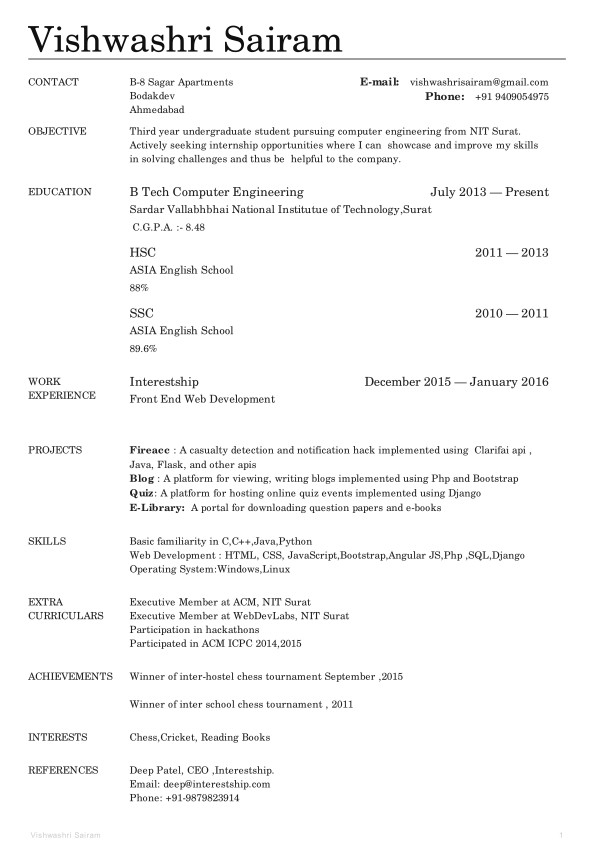 Vishwashri Sairam
CONTACT
B-8 Sagar Apartments
Bodakdev
Ahmedabad
E-mail: vishwashrisairam@gmail.com
Phone: +91 9409054975
OBJECTIVE
Third year undergraduate student pursuing computer engineering from NIT Surat.
Actively seeking internship opportunities where I can showcase and improve my skills
in solving challenges and thus be helpful to the company.
EDUCATION
B Tech Computer Engineering July 2013 — Present
Sardar Vallabhbhai National Institutue of Technology,Surat
C.G.P.A. :- 8.48
HSC 2011 — 2013
ASIA English School
88%
SSC 2010 — 2011
ASIA English School
89.6%
WORK
EXPERIENCE
Interestship December 2015 — January 2016
Front End Web Development
PROJECTS
Fireacc : A casualty detection and notification hack implemented using Clarifai api ,
Java, Flask, and other apis
Blog : A platform for viewing, writing blogs implemented using Php and Bootstrap
Quiz: A platform for hosting online quiz events implemented using Django
E-Library: A portal for downloading question papers and e-books
SKILLS
Basic familiarity in C,C++,Java,Python
Web Development : HTML, CSS, JavaScript,Bootstrap,Angular JS,Php ,SQL,Django
Operating System:Windows,Linux
EXTRA
CURRICULARS
Executive Member at ACM, NIT Surat
Executive Member at WebDevLabs, NIT Surat
Participation in hackathons
Participated in ACM ICPC 2014,2015
ACHIEVEMENTS
Winner of inter-hostel chess tournament September ,2015
Winner of inter school chess tournament , 2011
INTERESTS
Chess,Cricket, Reading Books
REFERENCES
Deep Patel, CEO ,Interestship.
Email: deep@interestship.com
Phone: +91-9879823914
Vishwashri Sairam 1